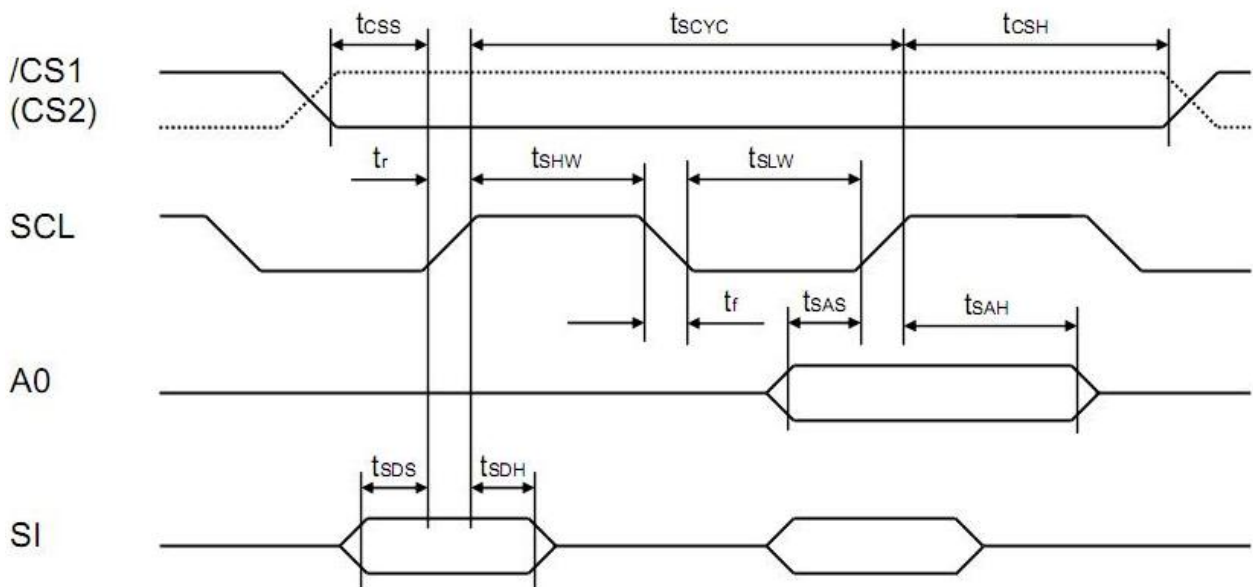 tCSS tSCYC tCSH
/CS1
(CS2)
tr tSHW tSLW
SCL
tf tSAS tSAH
A0
tSDS tSDH
SI